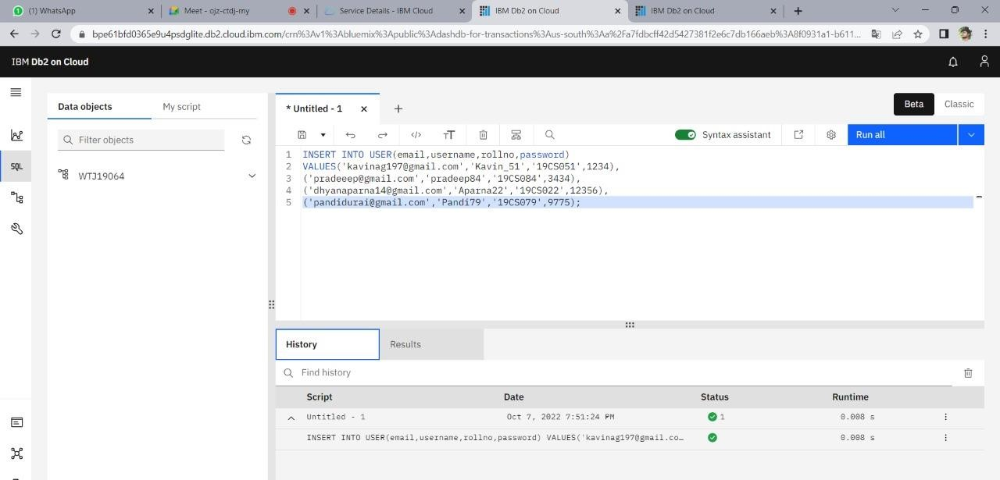 (1) WhatsApp
Meet - ojz-ctdj-rny
Service Details - IBM Cloud
IBM Db2 on Cloud
IBM Db2 on Cloud
bpe61bfd0365e9u4psdglite.db2.cloud.ibm.com/crn%3Av1%3Abluemix%3Apublic%3Adashdb-for-transactions%3Aus-south%3Aa%2Fa7fdbcff42d5427381f2e6c7db166aeb%3A8f0931a1-b611...
IBM Db2 on Cloud
Data objects
My script
Filter objects
WTJ19064
* Untitled - 1
Beta
Classic
Syntax assistant
Run all
SQL
1 INSERT INTO USER(email,username,rollno,password)
2 VALUES('kavinag197@gmail.com','Kavin_51','19CS051',1234),
3 ('pradeeep@gmail.com','pradeep84','19CS084',3434),
4 ('dhyanaparna14@gmail.com','Aparna22','19CS022',12356),
5 ('pandidurai@gmail.com','Pandi79','19CS079',9775);
History
Results
Find history
Script Date Status Runtime
Untitled - 1 Oct 7, 2022 7:51:24 PM 1 0.008 s
INSERT INTO USER(email,username,rollno,password) VALUES('kavinag197@gmail.co… 0.008 s